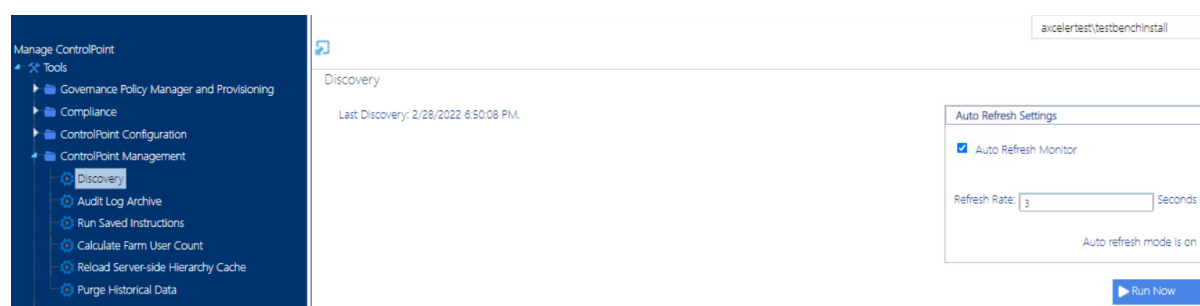 axcelertest\testbenchinstall
Manage ControlPoint
Tools
Governance Policy Manager and Provisioning
Compliance
ControlPoint Configuration
ControlPoint Management
Discovery
Audit Log Archive
Run Saved Instructions
Calculate Farm User Count
Reload Server-side Hierarchy Cache
Purge Historical Data
Discovery
Last Discovery: 2/28/2022 6:50:08 PM.
Auto Refresh Settings
Auto Refresh Monitor
Refresh Rate: 3 Seconds
Auto refresh mode is on
Run Now